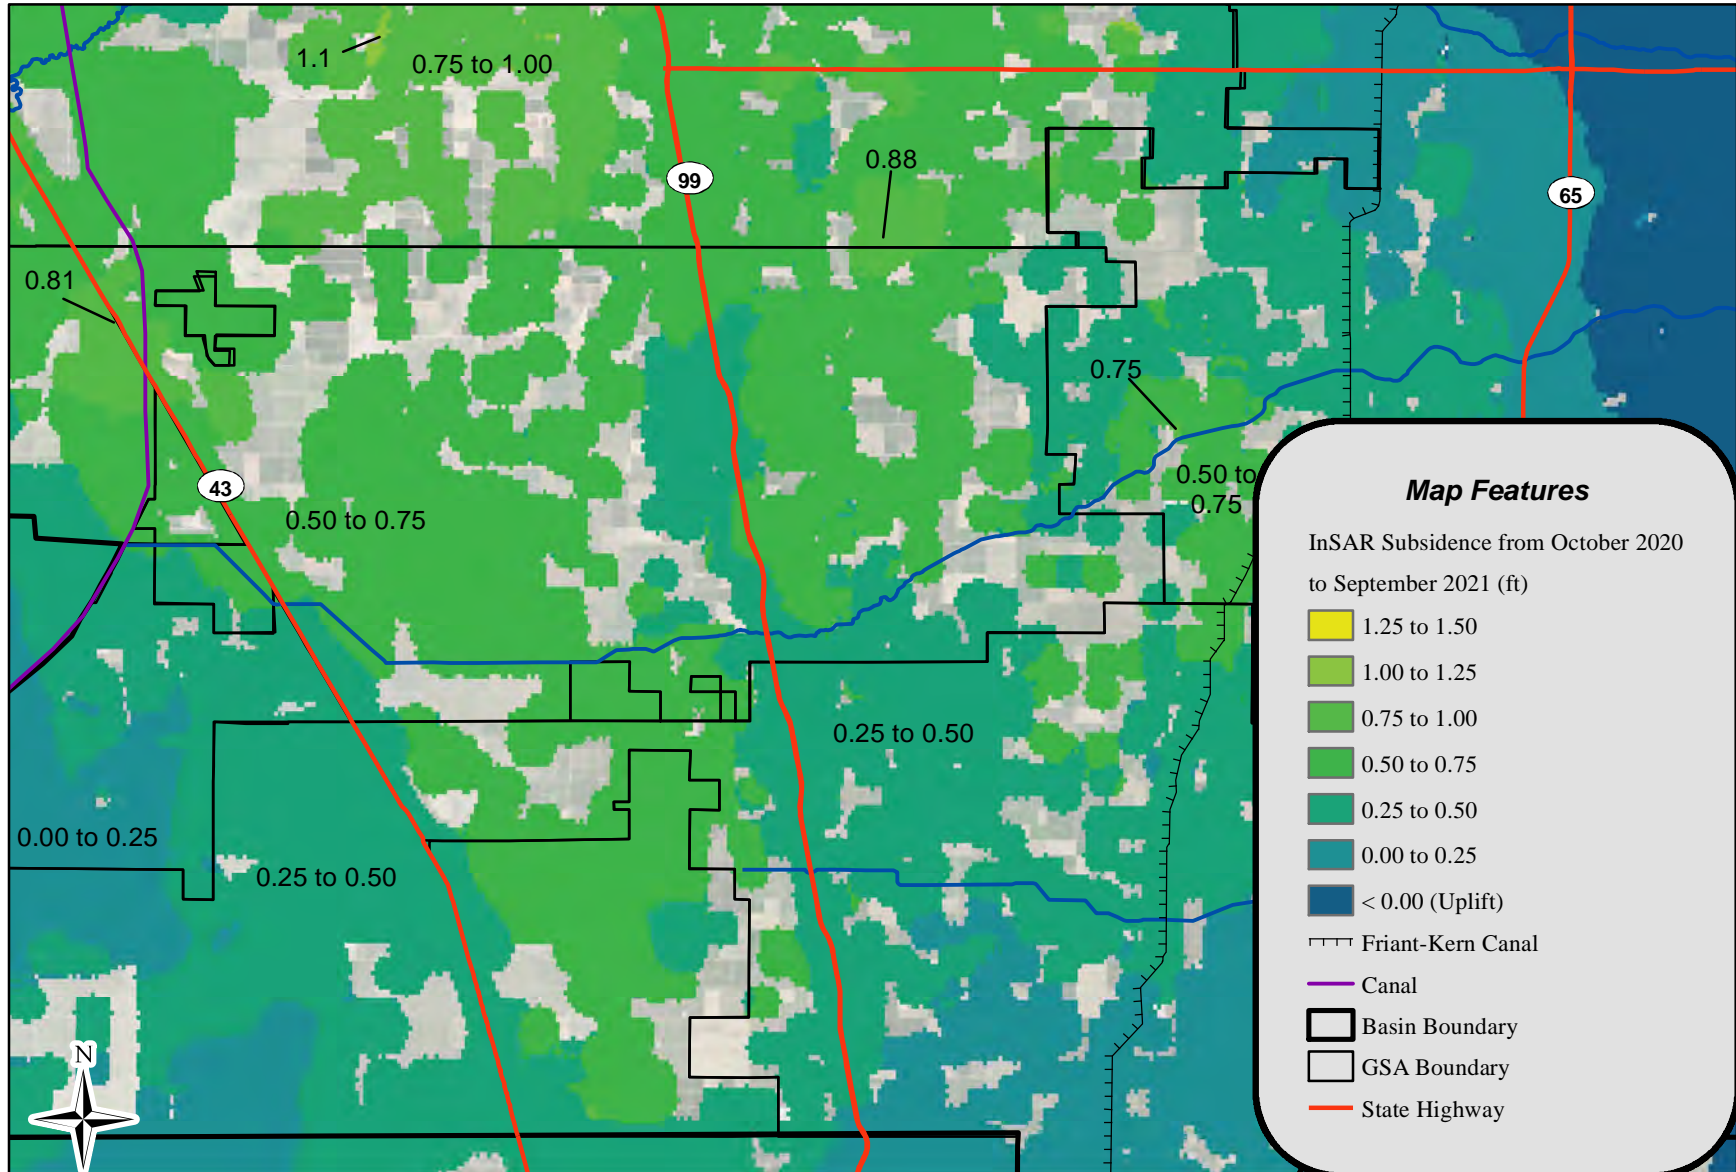 1.1
0.75 to 1.00
99
0.88
65
0.81
0.75
43
0.50 to 0.75
0.50 to
0.75
0.25 to 0.50
0.00 to 0.25
0.25 to 0.50
N
Map Features
InSAR Subsidence from October 2020
to September 2021 (ft)
1.25 to 1.50
1.00 to 1.25
0.75 to 1.00
0.50 to 0.75
0.25 to 0.50
0.00 to 0.25
< 0.00 (Uplift)
Friant-Kern Canal
Canal
Basin Boundary
GSA Boundary
State Highway